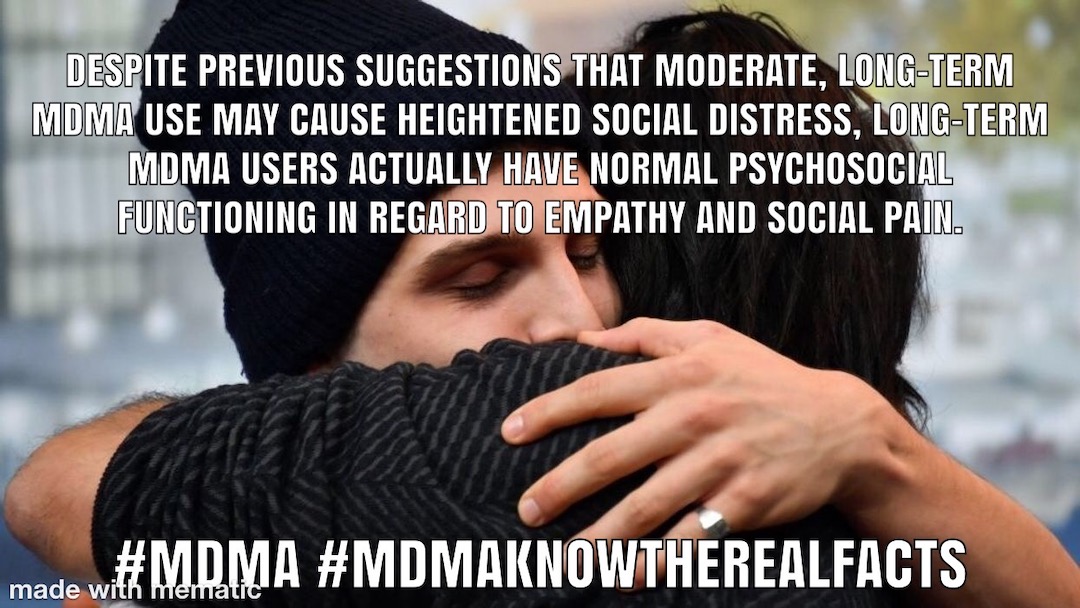 DESPITE PREVIOUS SUGGESTIONS THAT MODERATE, LONG-TERM
MDMA USE MAY CAUSE HEIGHTENED SOCIAL DISTRESS, LONG-TERM
MDMA USERS ACTUALLY HAVE NORMAL PSYCHOSOCIAL
FUNCTIONING IN REGARD TO EMPATHY AND SOCIAL PAIN.
#MDMA #MDMAKNOWTHEREALFACTS
made with mematic